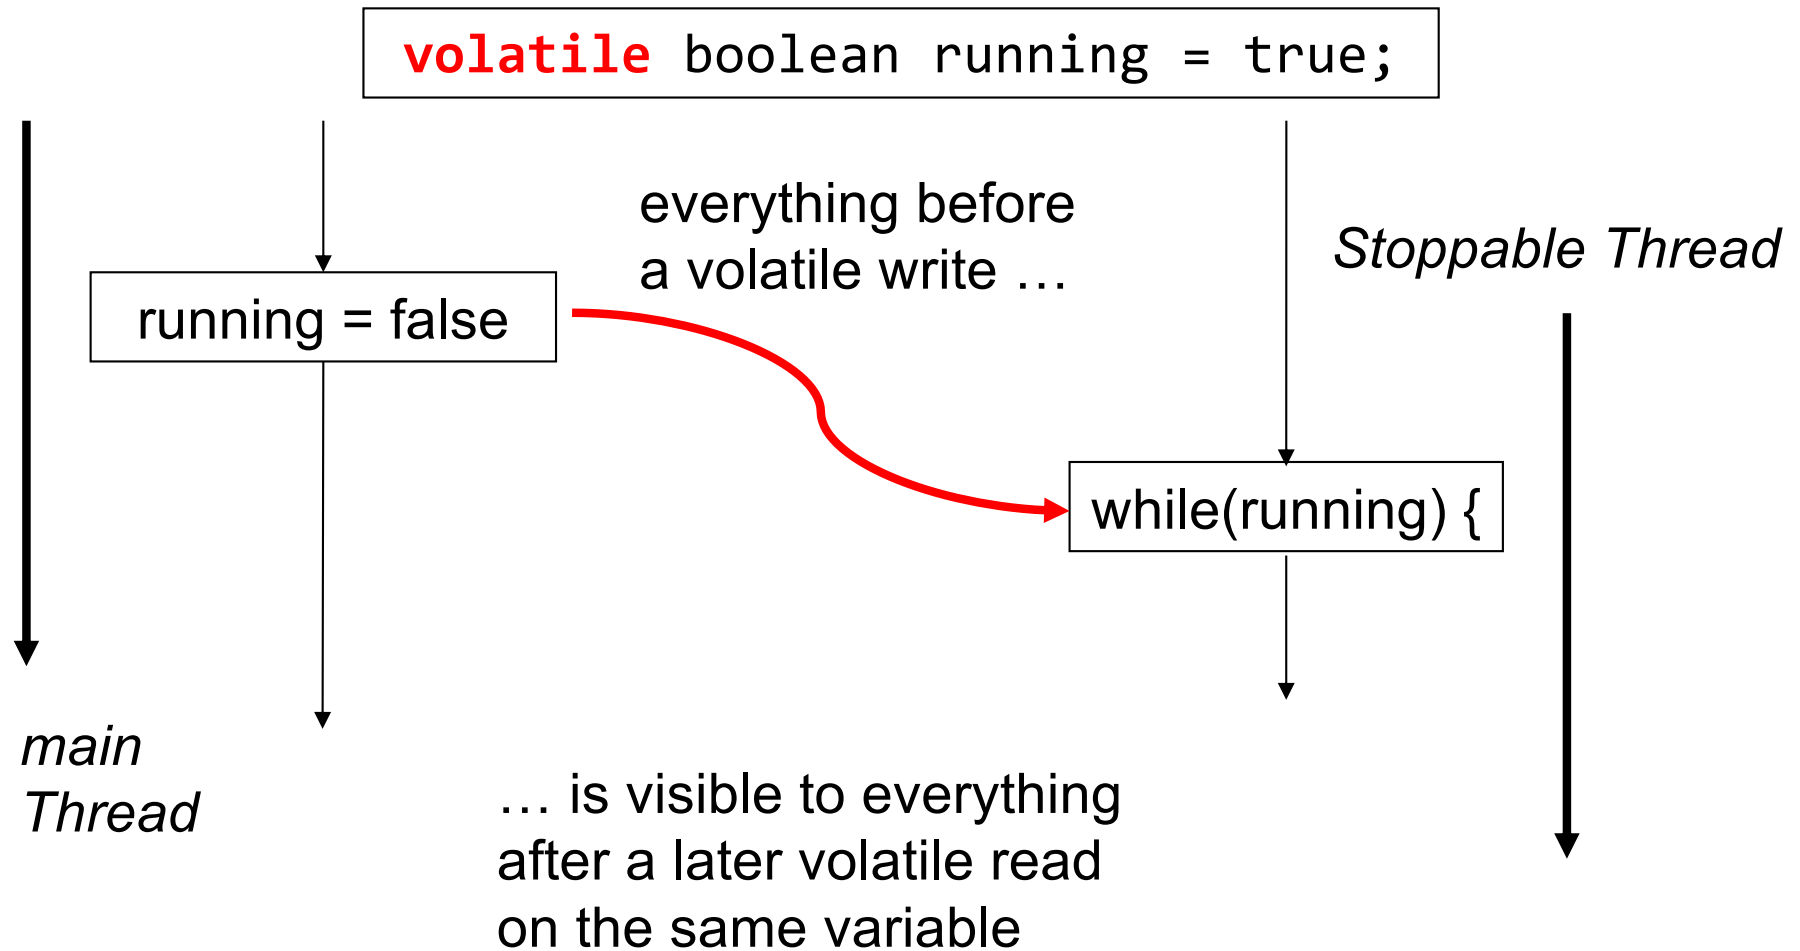 volatile boolean running = true;
everything before
a volatile write …
Stoppable Thread
running = false
while(running) {
main
Thread
… is visible to everything
after a later volatile read
on the same variable